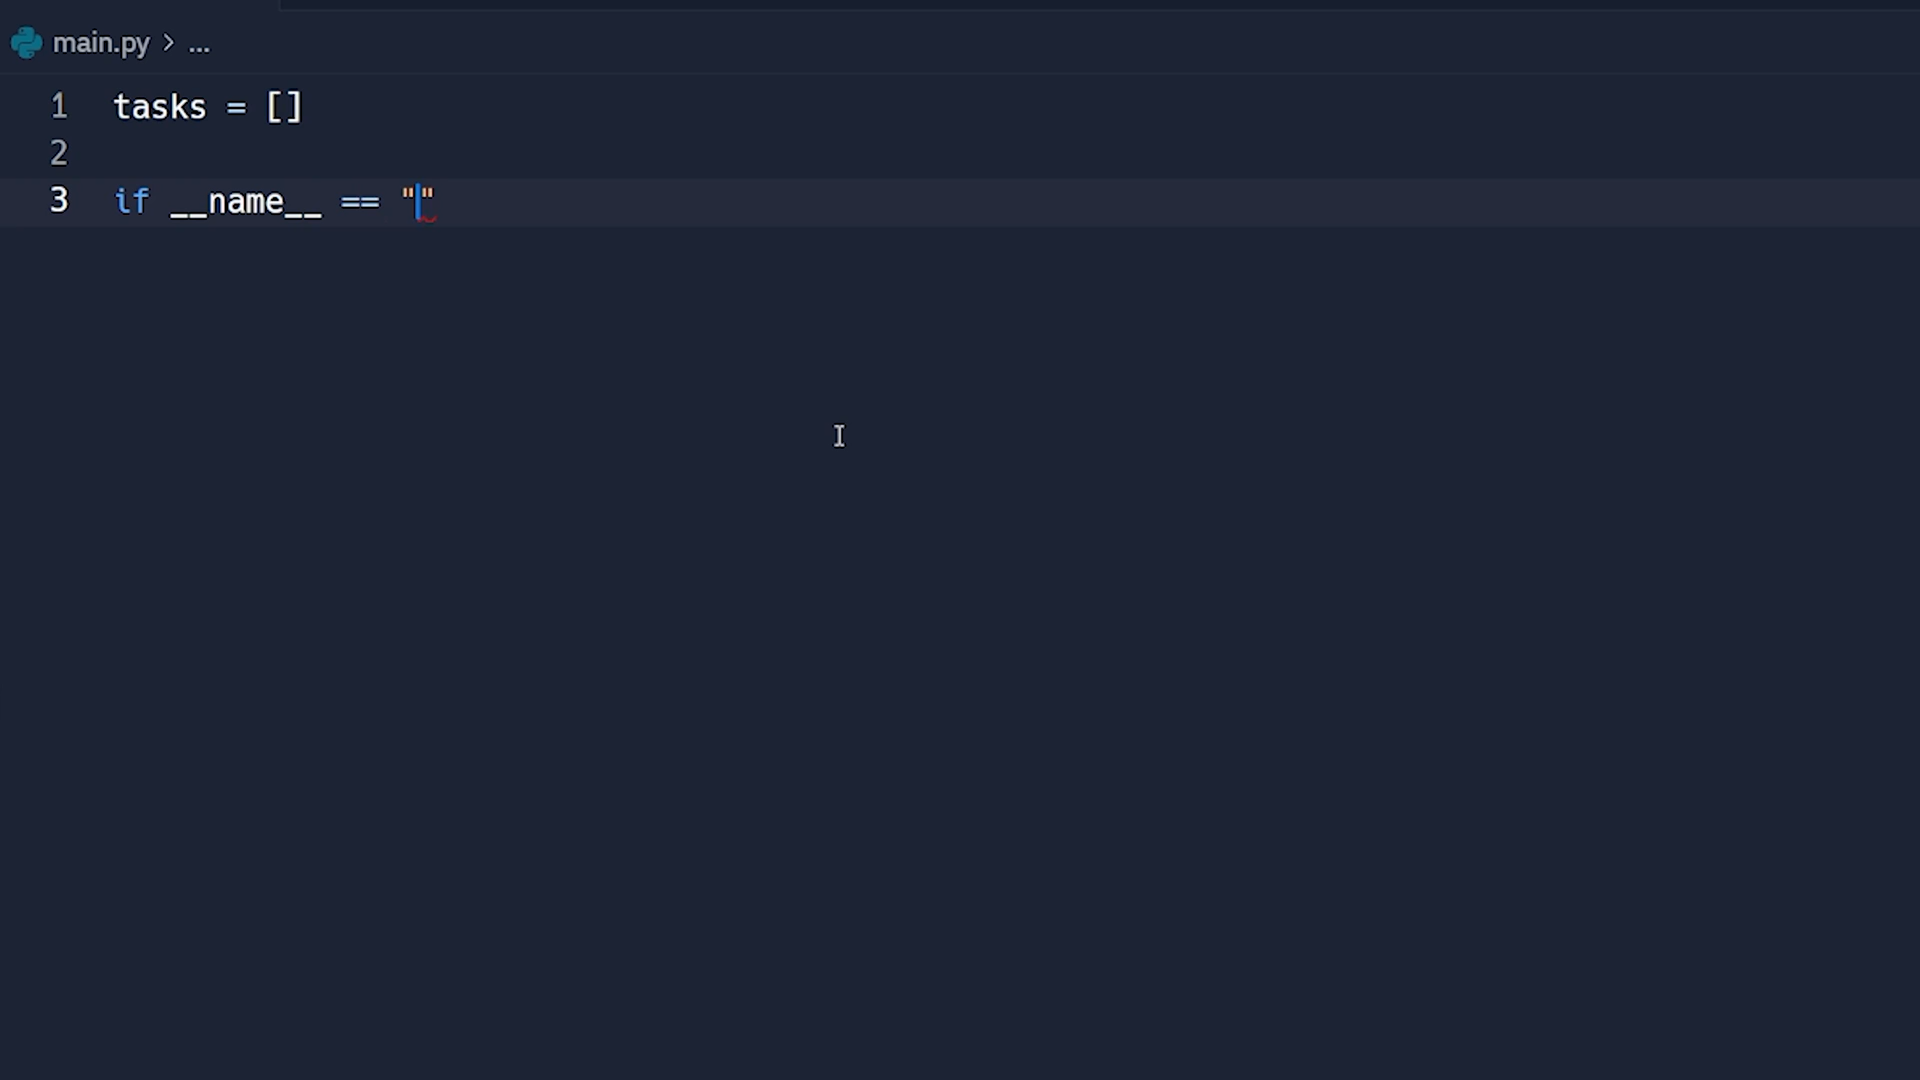 main.py > ...
1 tasks = []
2
3 if __name__ == ""